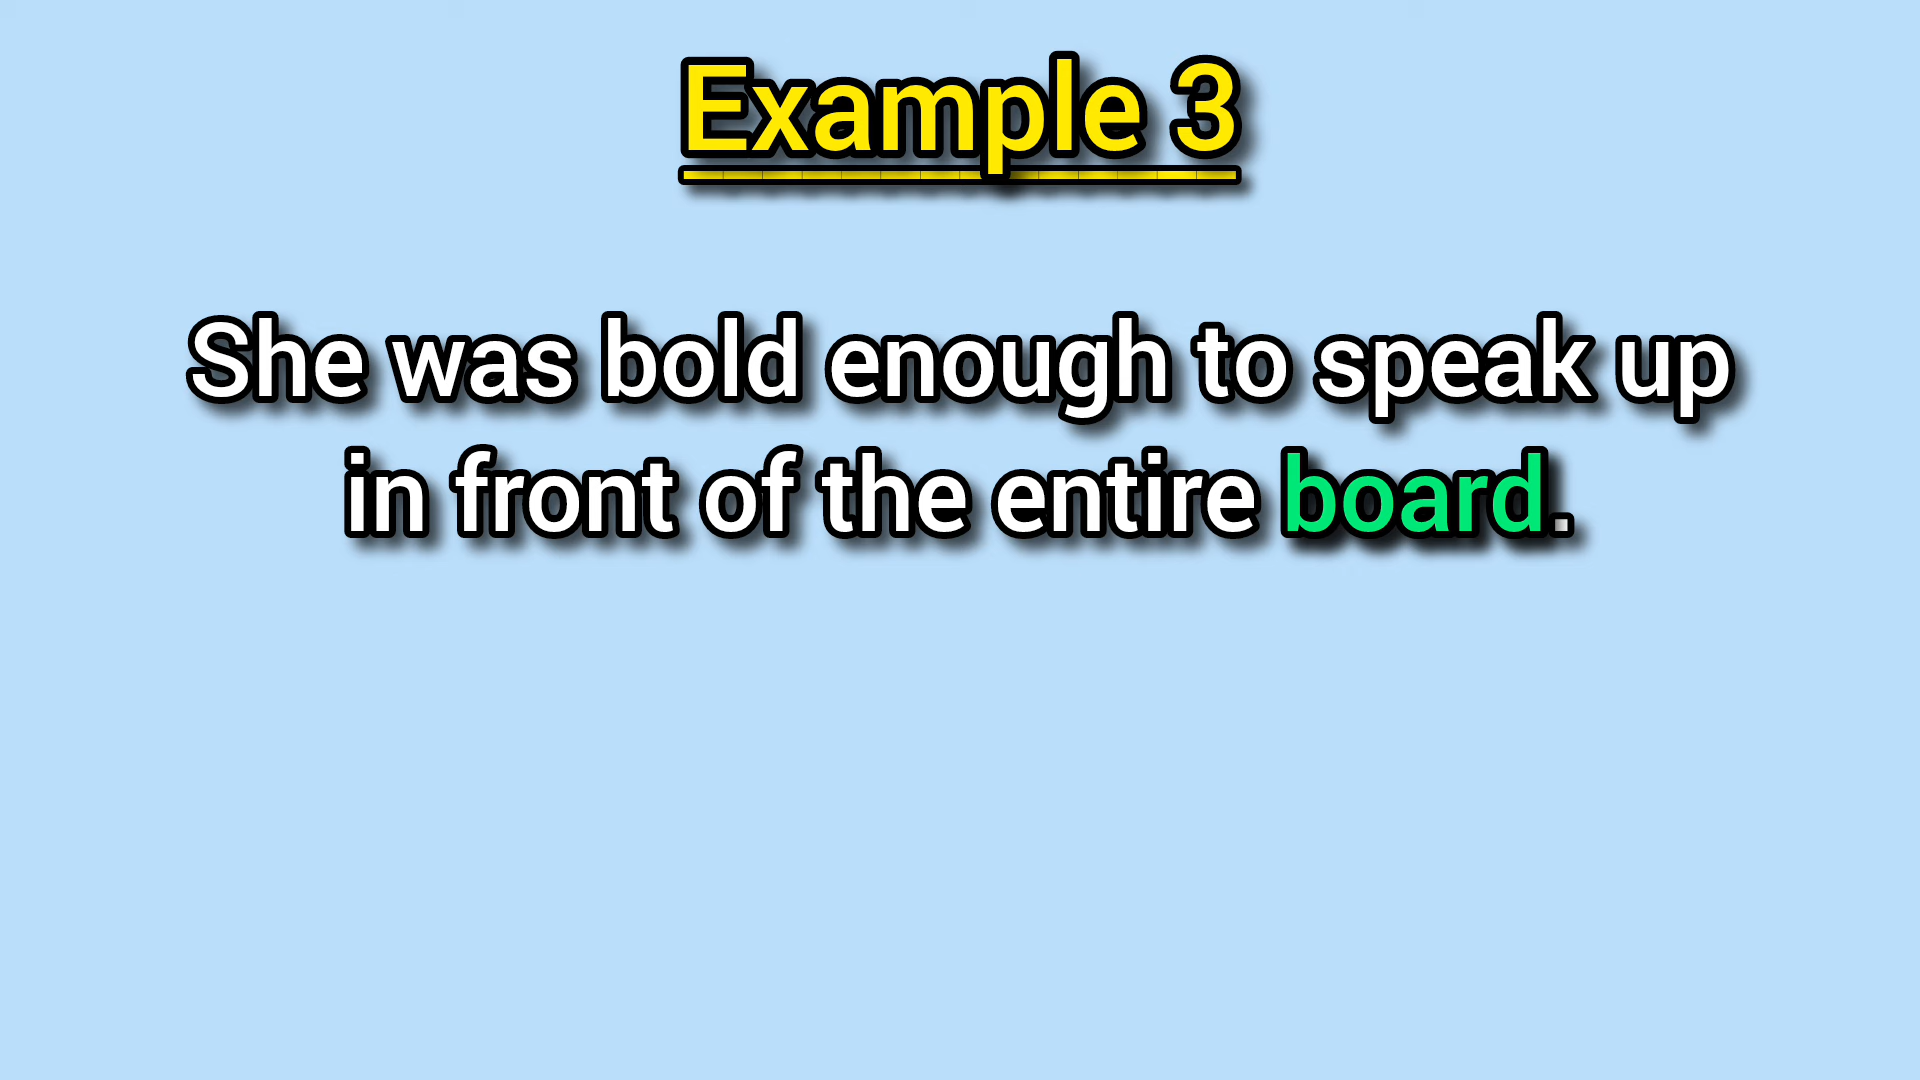 Example 3
She was bold enough to speak up
in front of the entire board.